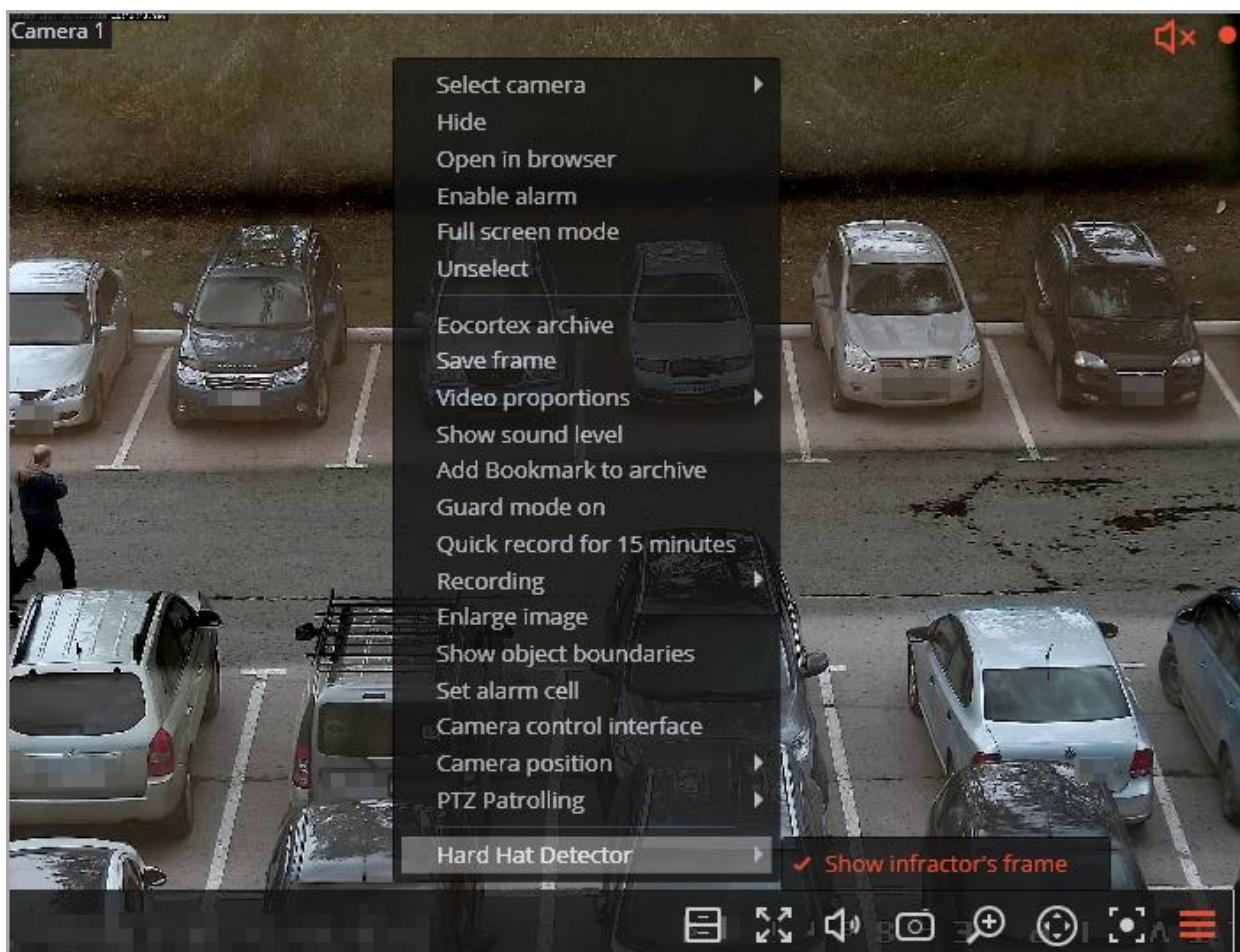 Camera 1
Select camera
Hide
Open in browser
Enable alarm
Full screen mode
Unselect
Eocortex archive
Save frame
Video proportions
Show sound level
Add Bookmark to archive
Guard mode on
Quick record for 15 minutes
Recording
Enlarge image
Show object boundaries
Set alarm cell
Camera control interface
Camera position
PTZ Patrolling
Hard Hat Detector
Show infractor's frame